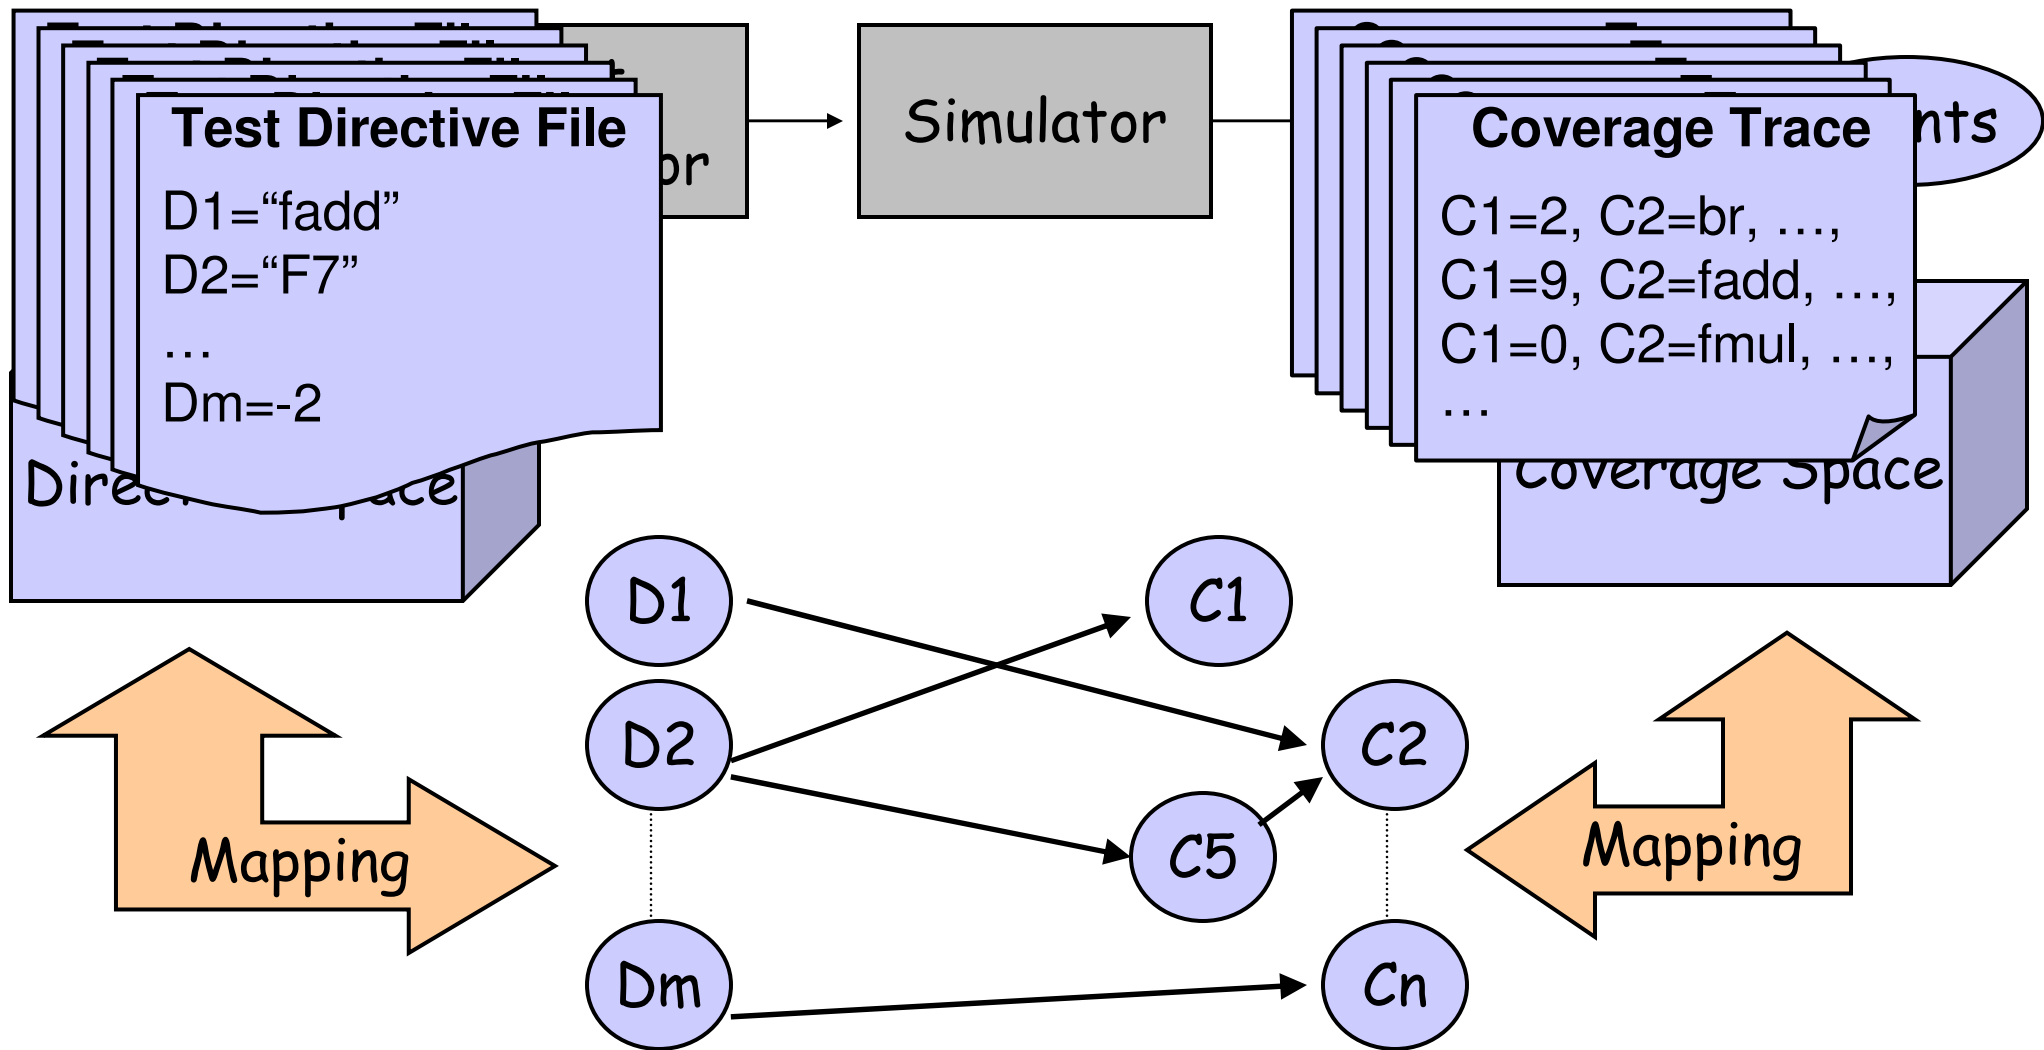 Test Directive File
D1=“fadd”
D2=“F7”
…
Dm=-2
Simulator
Coverage Trace
C1=2, C2=br, …,
C1=9, C2=fadd, …,
C1=0, C2=fmul, …,
…
Coverage Space
D1
C1
D2
C2
C5
Dm
Cn
Mapping
Mapping